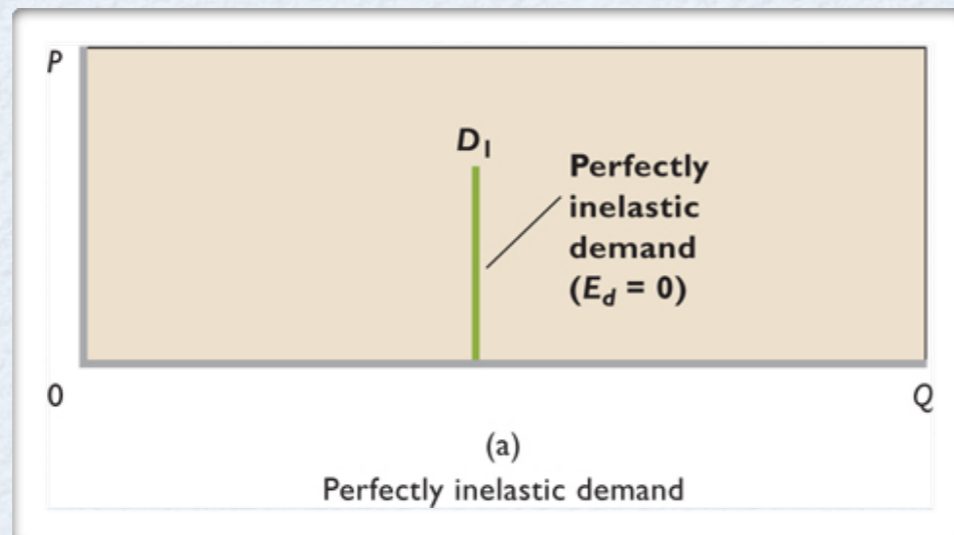 P
D1
Perfectly
inelastic
demand
(Ed = 0)
0
Q
(a)
Perfectly inelastic demand